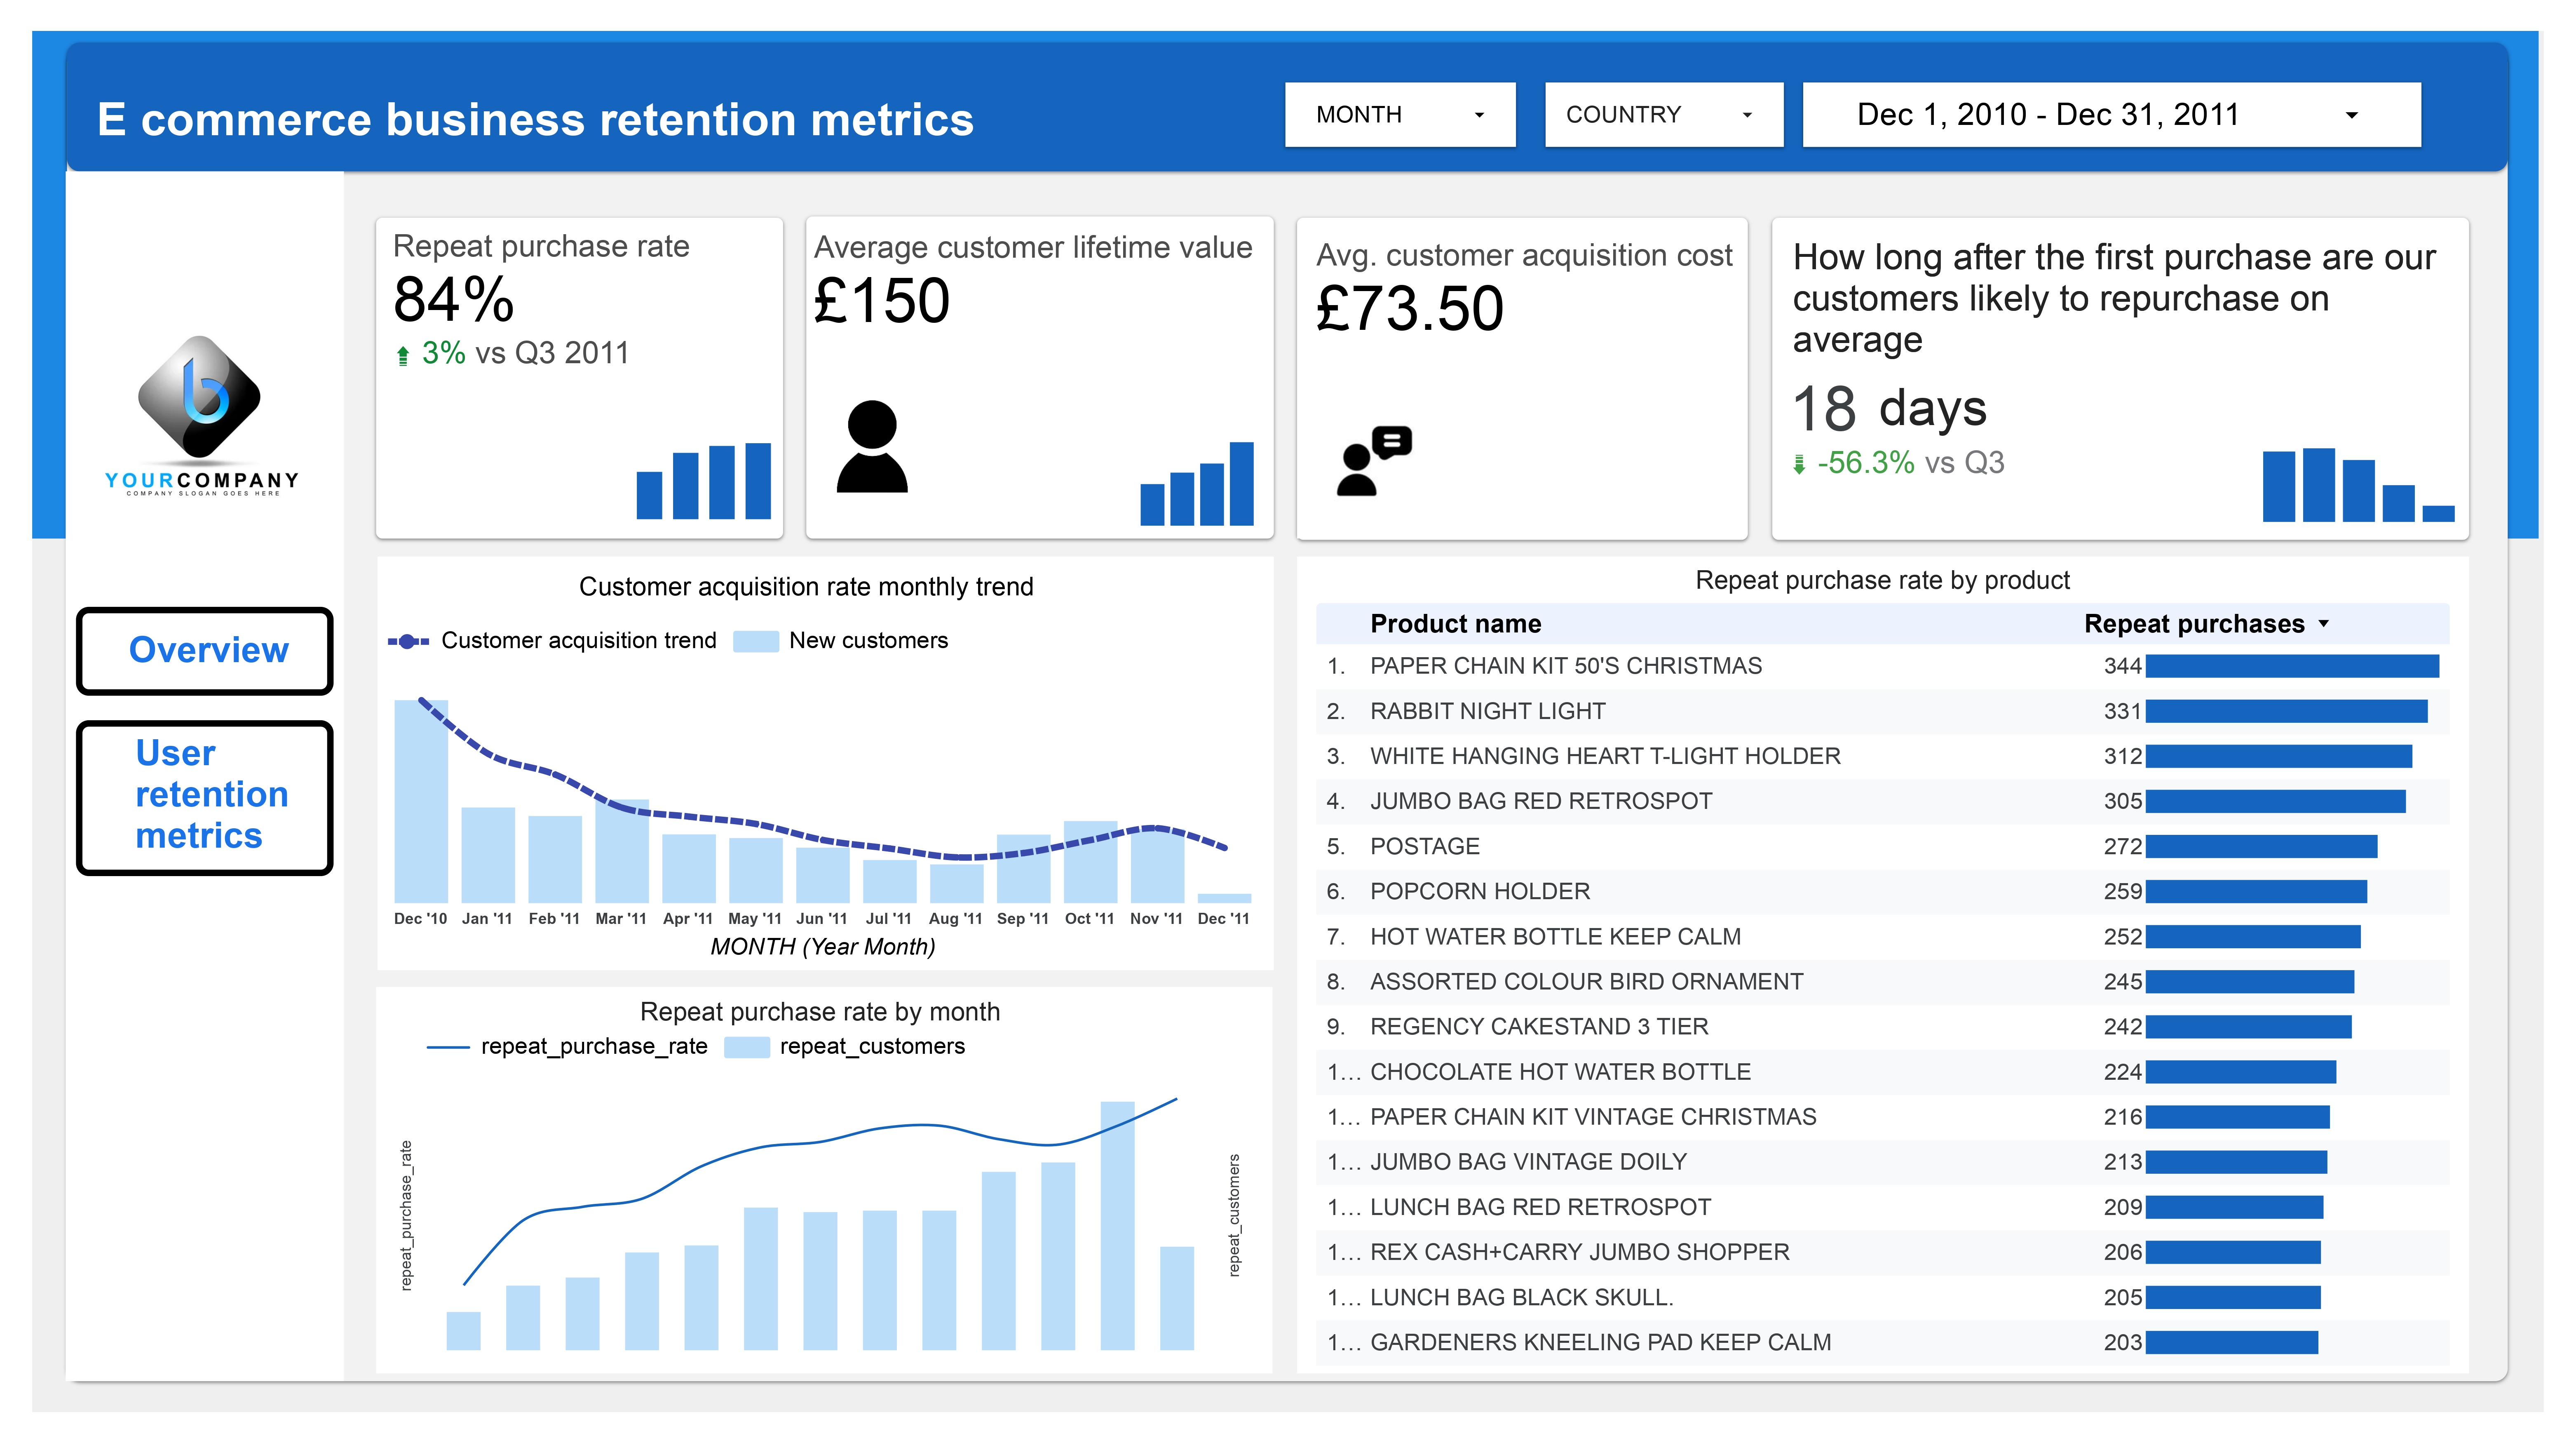 E commerce business retention metrics
MONTH
COUNTRY
Dec 1, 2010 - Dec 31, 2011
YOURCOMPANY
COMPANY SLOGAN GOES HERE
Overview
User
retention
metrics
Repeat purchase rate
84%
3% vs Q3 2011
Average customer lifetime value
£150
Avg. customer acquisition cost
£73.50
How long after the first purchase are our
customers likely to repurchase on
average
18 days
-56.3% vs Q3
Customer acquisition rate monthly trend
Customer acquisition trend New customers
Dec '10 Jan '11 Feb '11 Mar '11 Apr '11 May '11 Jun '11 Jul '11 Aug '11 Sep '11 Oct '11 Nov '11 Dec '11
MONTH (Year Month)
Repeat purchase rate by month
repeat_purchase_rate repeat_customers
repeat_purchase_rate
repeat_customers
Repeat purchase rate by product
Product name Repeat purchases
1. PAPER CHAIN KIT 50'S CHRISTMAS 344
2. RABBIT NIGHT LIGHT 331
3. WHITE HANGING HEART T-LIGHT HOLDER 312
4. JUMBO BAG RED RETROSPOT 305
5. POSTAGE 272
6. POPCORN HOLDER 259
7. HOT WATER BOTTLE KEEP CALM 252
8. ASSORTED COLOUR BIRD ORNAMENT 245
9. REGENCY CAKESTAND 3 TIER 242
1… CHOCOLATE HOT WATER BOTTLE 224
1… PAPER CHAIN KIT VINTAGE CHRISTMAS 216
1… JUMBO BAG VINTAGE DOILY 213
1… LUNCH BAG RED RETROSPOT 209
1… REX CASH+CARRY JUMBO SHOPPER 206
1… LUNCH BAG BLACK SKULL. 205
1… GARDENERS KNEELING PAD KEEP CALM 203